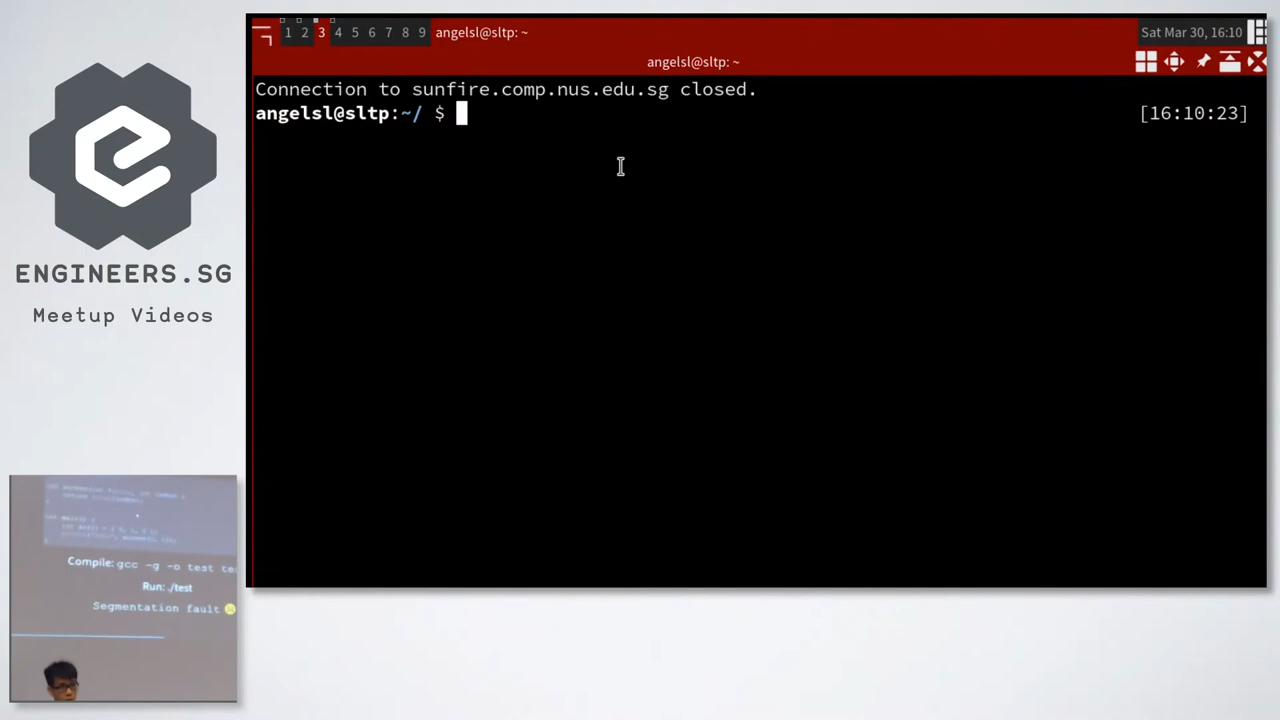 1 2 3 4 5 6 7 8 9 angelsl@sltp: ~
Sat Mar 30, 16:10
angelsl@sltp: ~
Connection to sunfire.comp.nus.edu.sg closed.
angelsl@sltp:~/ $
[16:10:23]
ENGINEERS.SG
Meetup Videos
Compile: gcc -g -o test
Run: ./test
Segmentation fault